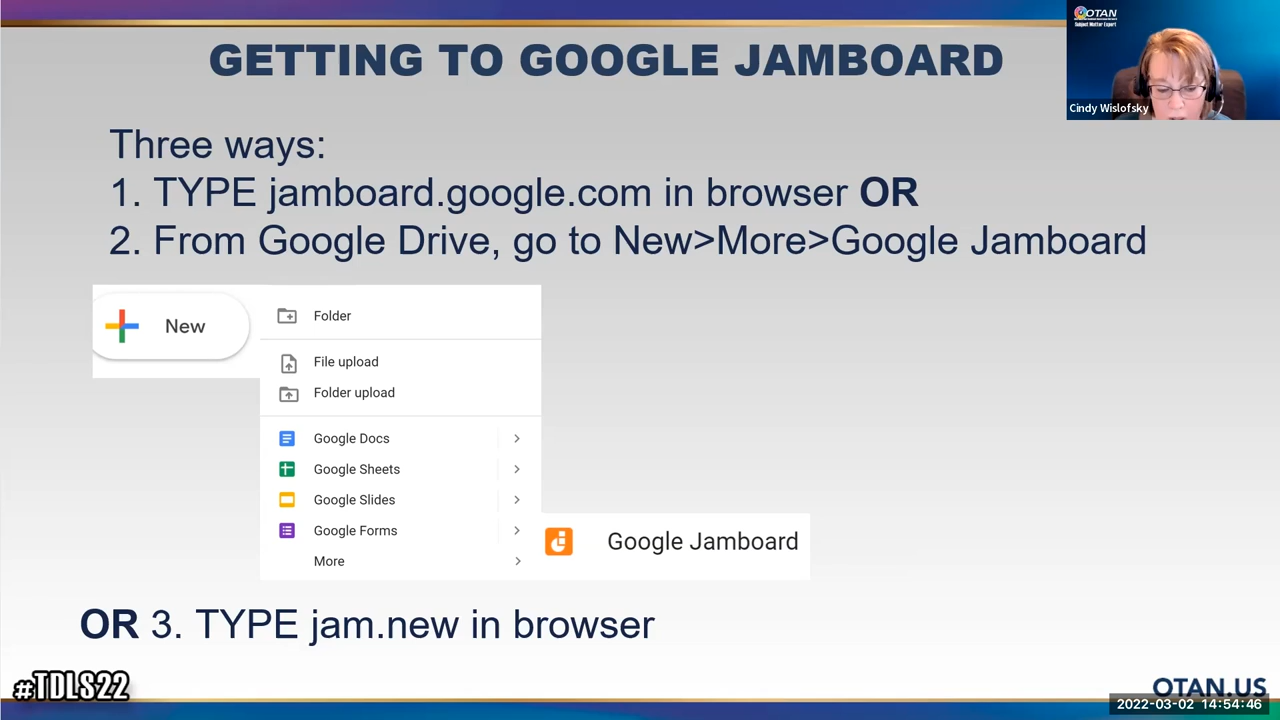 GETTING TO GOOGLE JAMBOARD
OTAN
Subject Matter Expert
Cindy Wislofsky
Three ways:
1. TYPE jamboard.google.com in browser OR
2. From Google Drive, go to New>More>Google Jamboard
New
Folder
File upload
Folder upload
Google Docs
Google Sheets
Google Slides
Google Forms
More
Google Jamboard
OR 3. TYPE jam.new in browser
#TDLS22
OTAN.US
2022-03-02 14:54:46